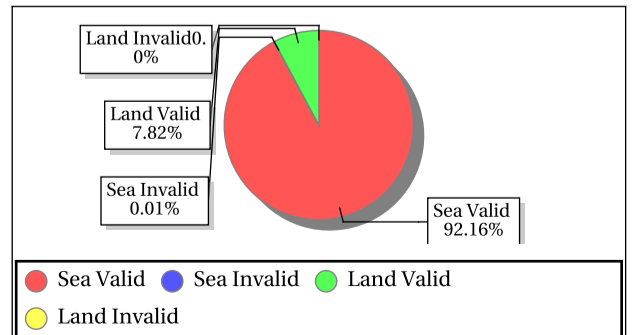 Land Invalid0.
0%
Land Valid
7.82%
Sea Invalid
0.01%
Sea Valid
92.16%
Sea Valid
Sea Invalid
Land Valid
Land Invalid